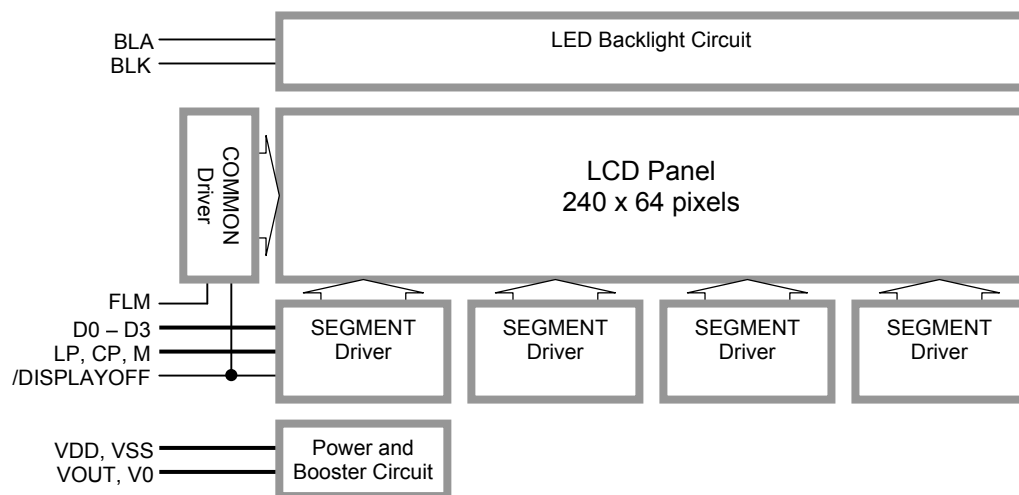 BLA
BLK
LED Backlight Circuit
COMMON
Driver
LCD Panel
240 x 64 pixels
FLM
D0 – D3
LP, CP, M
/DISPLAYOFF
SEGMENT
Driver
SEGMENT
Driver
SEGMENT
Driver
SEGMENT
Driver
VDD, VSS
VOUT, V0
Power and
Booster Circuit